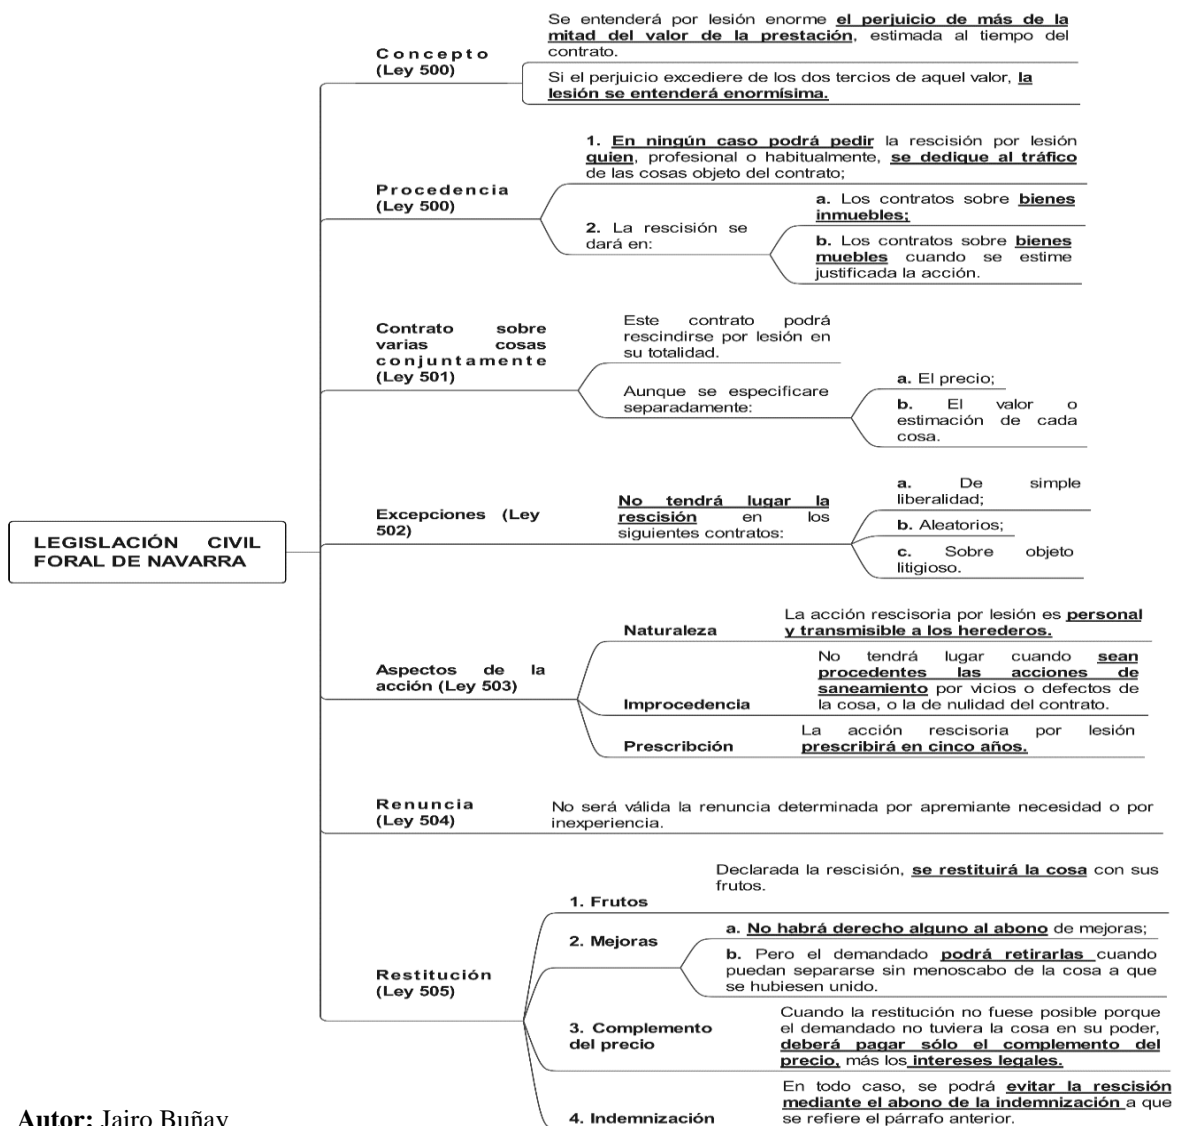 Se entenderá por lesión enorme el perjuicio de más de la
mitad del valor de la prestación, estimada al tiempo del
contrato.
Concepto
(Ley 500)
Si el perjuicio excediere de los dos tercios de aquel valor, la
lesión se entenderá enormísima.
1. En ningún caso podrá pedir la rescisión por lesión
quien, profesional o habitualmente, se dedique al tráfico
de las cosas objeto del contrato;
Procedencia
(Ley 500)
2. La rescisión se
dará en:
a. Los contratos sobre bienes
inmuebles;
b. Los contratos sobre bienes
muebles cuando se estime
justificada la acción.
Contrato sobre
varias cosas
conjuntamente
(Ley 501)
Este contrato podrá
rescindirse por lesión en
su totalidad.
Aunque se especificare
separadamente:
a. El precio;
b. El valor o
estimación de cada
cosa.
Excepciones (Ley
502)
No tendrá lugar la
rescisión en los
siguientes contratos:
a. De simple
liberalidad;
b. Aleatorios;
c. Sobre objeto
litigioso.
LEGISLACIÓN CIVIL
FORAL DE NAVARRA
Aspectos de la
acción (Ley 503)
Naturaleza
La acción rescisoria por lesión es personal
y transmisible a los herederos.
Improcedencia
No tendrá lugar cuando sean
procedentes las acciones de
saneamiento por vicios o defectos de
la cosa, o la de nulidad del contrato.
Prescribción
La acción rescisoria por lesión
prescribirá en cinco años.
Renuncia
(Ley 504)
No será válida la renuncia determinada por apremiante necesidad o por
inexperiencia.
Restitución
(Ley 505)
1. Frutos
Declarada la rescisión, se restituirá la cosa con sus
frutos.
2. Mejoras
a. No habrá derecho alguno al abono de mejoras;
b. Pero el demandado podrá retirarlas cuando
puedan separarse sin menoscabo de la cosa a que
se hubiesen unido.
3. Complemento
del precio
Cuando la restitución no fuese posible porque
el demandado no tuviera la cosa en su poder,
deberá pagar sólo el complemento del
precio, más los intereses legales.
4. Indemnización
En todo caso, se podrá evitar la rescisión
mediante el abono de la indemnización a que
se refiere el párrafo anterior.
Autor: Jairo Buñay